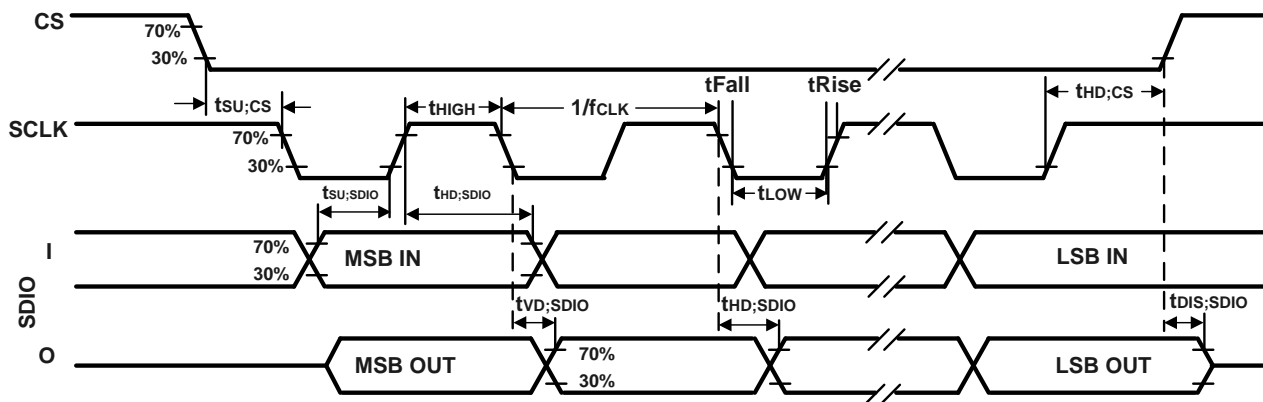 CS
70%
30%
tFall
tRise
tSU;CS
tHIGH
1/fCLK
tHD;CS
SCLK
70%
30%
tSU;SDIO
tHD;SDIO
tLOW
SDIO
I
70%
30%
MSB IN
LSB IN
tVD;SDIO
tHD;SDIO
tDIS;SDIO
O
MSB OUT
70%
30%
LSB OUT